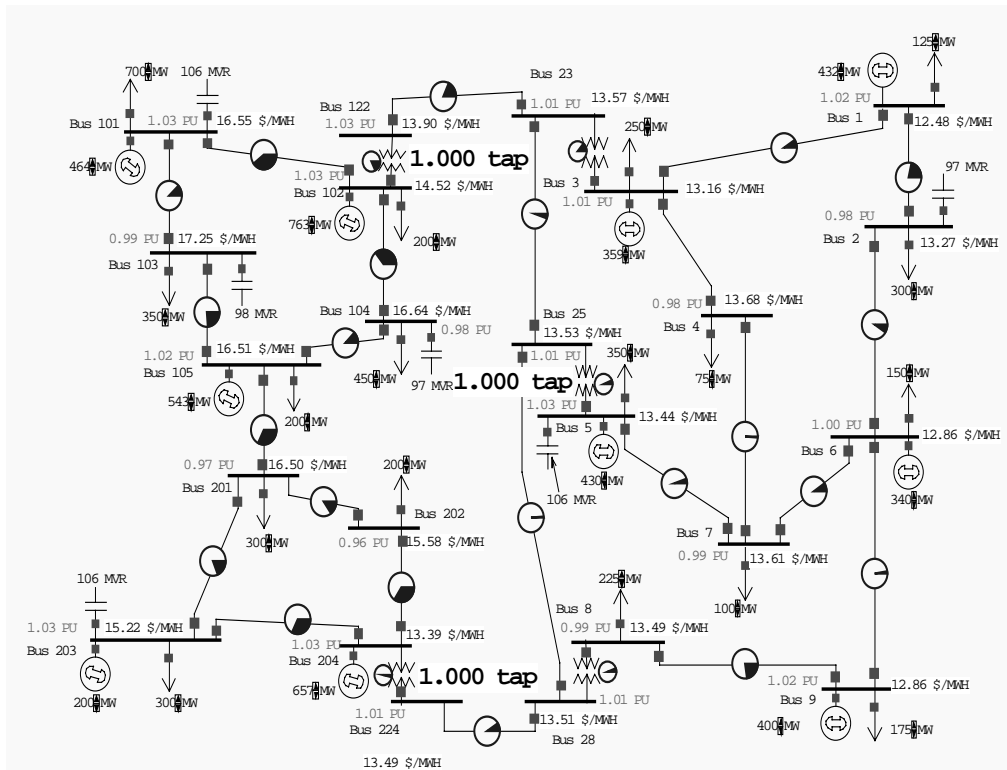 125 MW
Bus 23
700 MW
106 MVR
432 MW
Bus 122
1.01 PU
13.57 $/MWH
1.02 PU
1.03 PU
16.55 $/MWH
1.03 PU
13.90 $/MWH
250 MW
Bus 1
12.48 $/MWH
Bus 101
1.000 tap
464 MW
1.03 PU
Bus 3
97 MVR
Bus 102
14.52 $/MWH
1.01 PU
13.16 $/MWH
763 MW
0.98 PU
0.99 PU
17.25 $/MWH
200 MW
359 MW
Bus 2
13.27 $/MWH
Bus 103
350 MW
98 MVR
Bus 104
16.64 $/MWH
0.98 PU
Bus 25
0.98 PU
13.68 $/MWH
300 MW
Bus 4
13.53 $/MWH
1.02 PU
16.51 $/MWH
1.01 PU
350 MW
Bus 105
450 MW
97 MVR
1.000 tap
75 MW
150 MW
543 MW
1.03 PU
200 MW
Bus 5
13.44 $/MWH
1.00 PU
12.86 $/MWH
Bus 6
0.97 PU
16.50 $/MWH
200 MW
430 MW
Bus 201
106 MVR
340 MW
Bus 202
300 MW
0.96 PU
15.58 $/MWH
Bus 7
0.99 PU
13.61 $/MWH
106 MVR
225 MW
100 MW
Bus 8
1.03 PU
15.22 $/MWH
13.39 $/MWH
0.99 PU
13.49 $/MWH
Bus 203
1.03 PU
Bus 204
1.000 tap
1.02 PU
12.86 $/MWH
200 MW
300 MW
657 MW
Bus 9
1.01 PU
13.51 $/MWH
1.01 PU
Bus 224
Bus 28
400 MW
175 MW
13.49 $/MWH